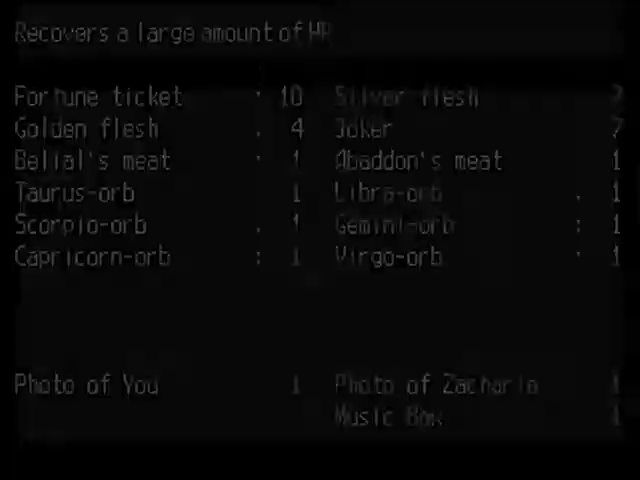 Recovers a large amount of HP
Fortune ticket : 10 Silver flesh 7
Golden flesh : 4 Joker 7
Belial's meat : 1 Abaddon's meat 1
Taurus-orb 1 Libra-orb : 1
Scorpio-orb : 1 Gemini-orb : 1
Capricorn-orb : 1 Virgo-orb : 1
Photo of You 1 Photo of Zacharie 1
Music Box 1